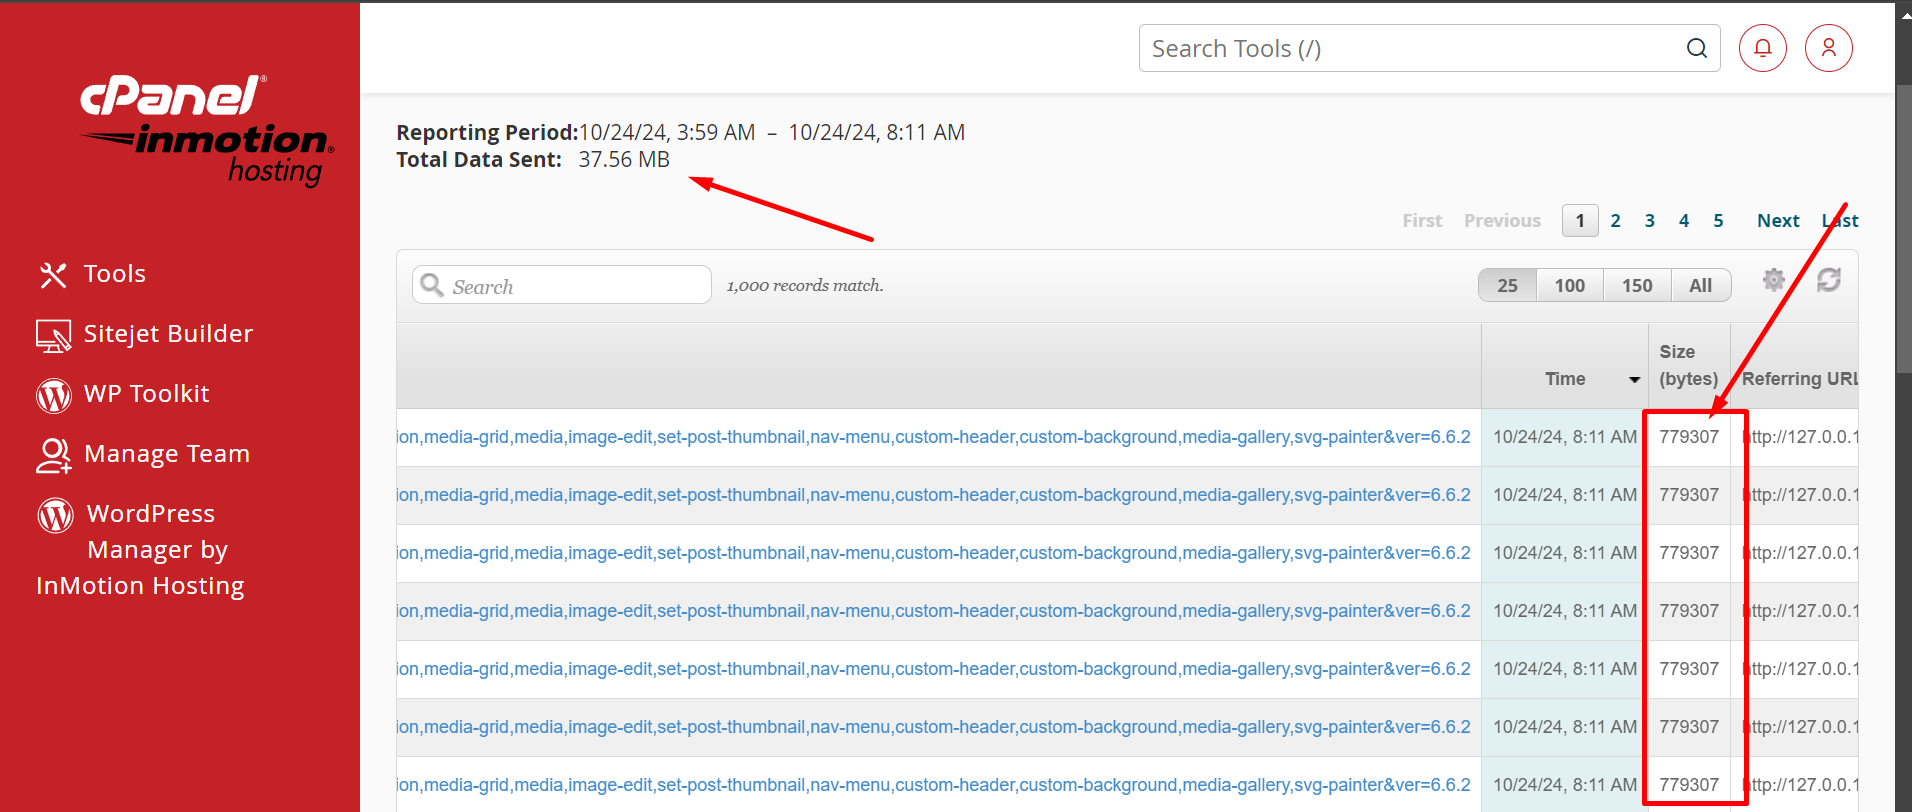 cPanel®
inmotion®
hosting
Tools
Sitejet Builder
WP Toolkit
Manage Team
WordPress
Manager by
InMotion Hosting
Search Tools (/)
Reporting Period:10/24/24, 3:59 AM – 10/24/24, 8:11 AM
Total Data Sent: 37.56 MB
First Previous 1 2 3 4 5 Next Last
Search 1,000 records match. 25 100 150 All
Time Size (bytes) Referring URL
ion,media-grid,media,image-edit,set-post-thumbnail,nav-menu,custom-header,custom-background,media-gallery,svg-painter&ver=6.6.2 10/24/24, 8:11 AM 779307 http://127.0.0.1
ion,media-grid,media,image-edit,set-post-thumbnail,nav-menu,custom-header,custom-background,media-gallery,svg-painter&ver=6.6.2 10/24/24, 8:11 AM 779307 http://127.0.0.1
ion,media-grid,media,image-edit,set-post-thumbnail,nav-menu,custom-header,custom-background,media-gallery,svg-painter&ver=6.6.2 10/24/24, 8:11 AM 779307 http://127.0.0.1
ion,media-grid,media,image-edit,set-post-thumbnail,nav-menu,custom-header,custom-background,media-gallery,svg-painter&ver=6.6.2 10/24/24, 8:11 AM 779307 http://127.0.0.1
ion,media-grid,media,image-edit,set-post-thumbnail,nav-menu,custom-header,custom-background,media-gallery,svg-painter&ver=6.6.2 10/24/24, 8:11 AM 779307 http://127.0.0.1
ion,media-grid,media,image-edit,set-post-thumbnail,nav-menu,custom-header,custom-background,media-gallery,svg-painter&ver=6.6.2 10/24/24, 8:11 AM 779307 http://127.0.0.1
ion,media-grid,media,image-edit,set-post-thumbnail,nav-menu,custom-header,custom-background,media-gallery,svg-painter&ver=6.6.2 10/24/24, 8:11 AM 779307 http://127.0.0.1